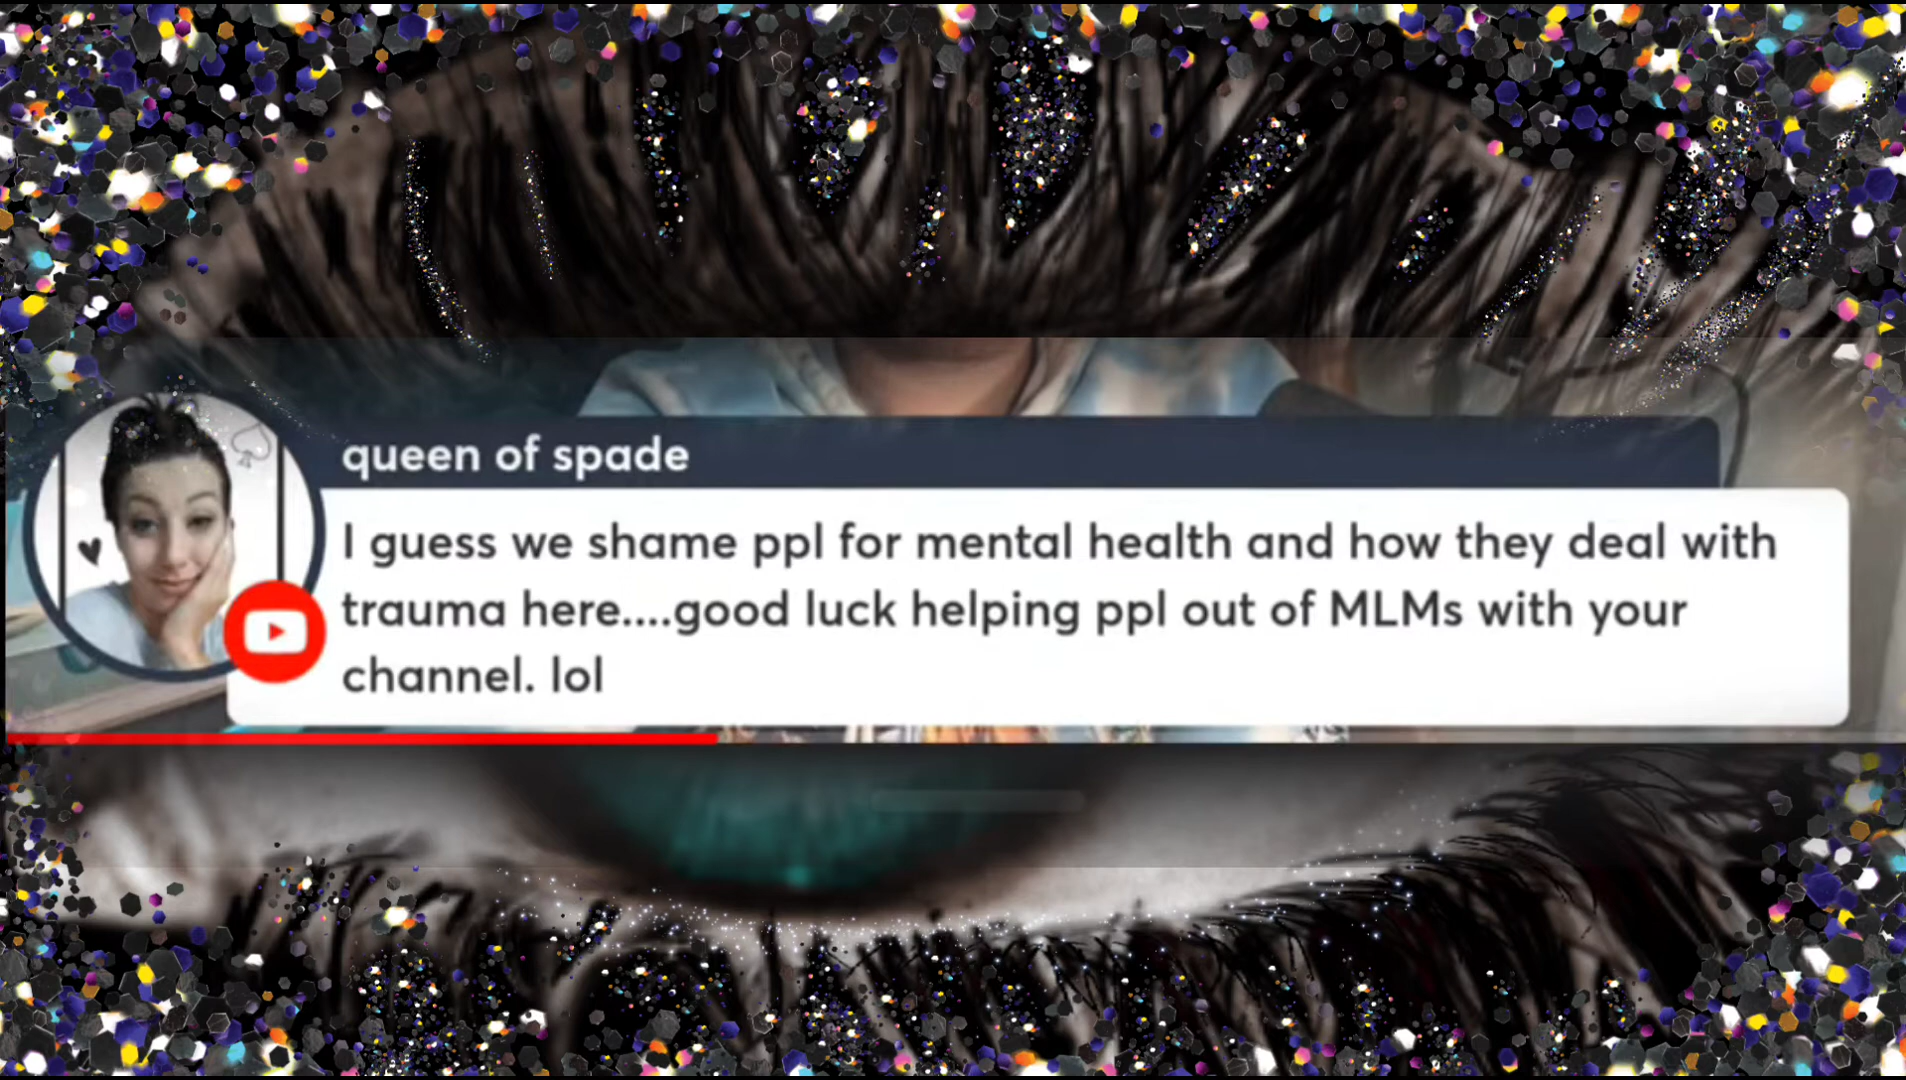 queen of spade
I guess we shame ppl for mental health and how they deal with
trauma here....good luck helping ppl out of MLMs with your
channel. lol